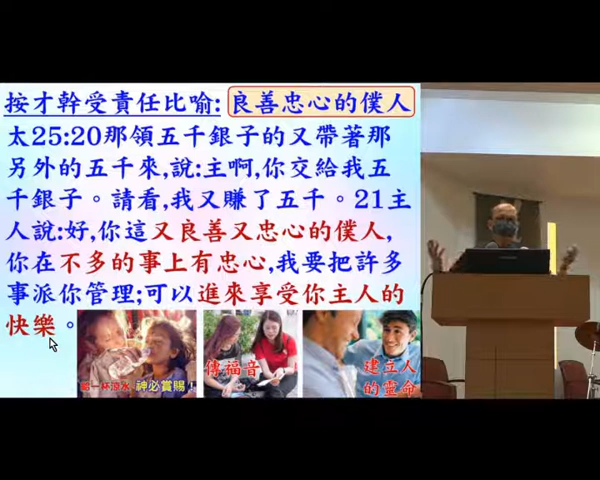 按才幹受責任比喻: 良善忠心的僕人
太25:20那領五千銀子的又帶著那
另外的五千來,說:主啊,你交給我五
千銀子。請看,我又賺了五千。21主
人說:好,你這又良善又忠心的僕人,
你在不多的事上有忠心,我要把許多
事派你管理;可以進來享受你主人的
快樂。
一杯涼水 神必賞賜!
傳福音
建立人
的靈命